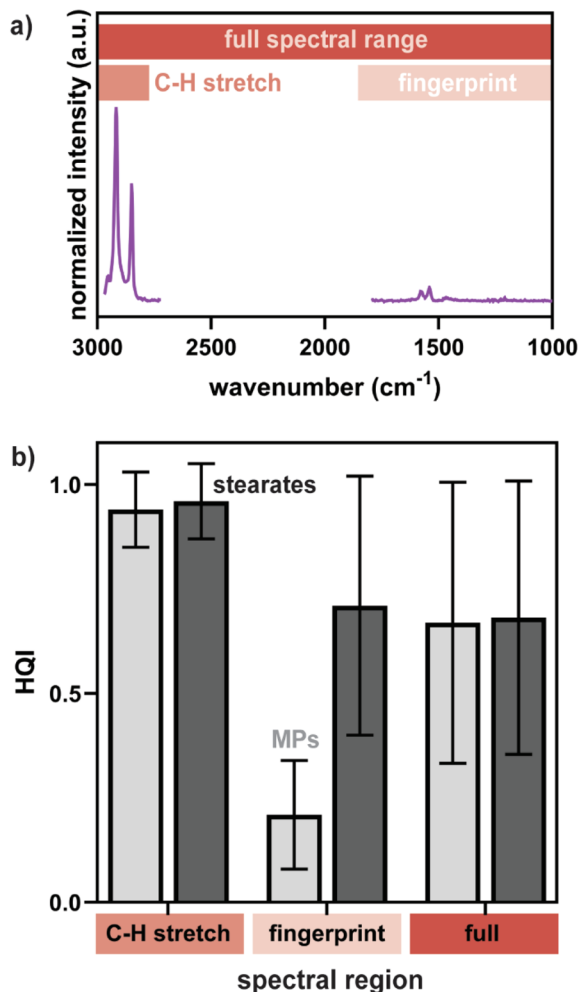 a)
normalized intensity (a.u.)
full spectral range
C-H stretch
fingerprint
3000
2500
2000
1500
1000
wavenumber (cm⁻¹)
b)
HQI
1.0
0.5
0.0
stearates
MPs
C-H stretch
fingerprint
full
spectral region